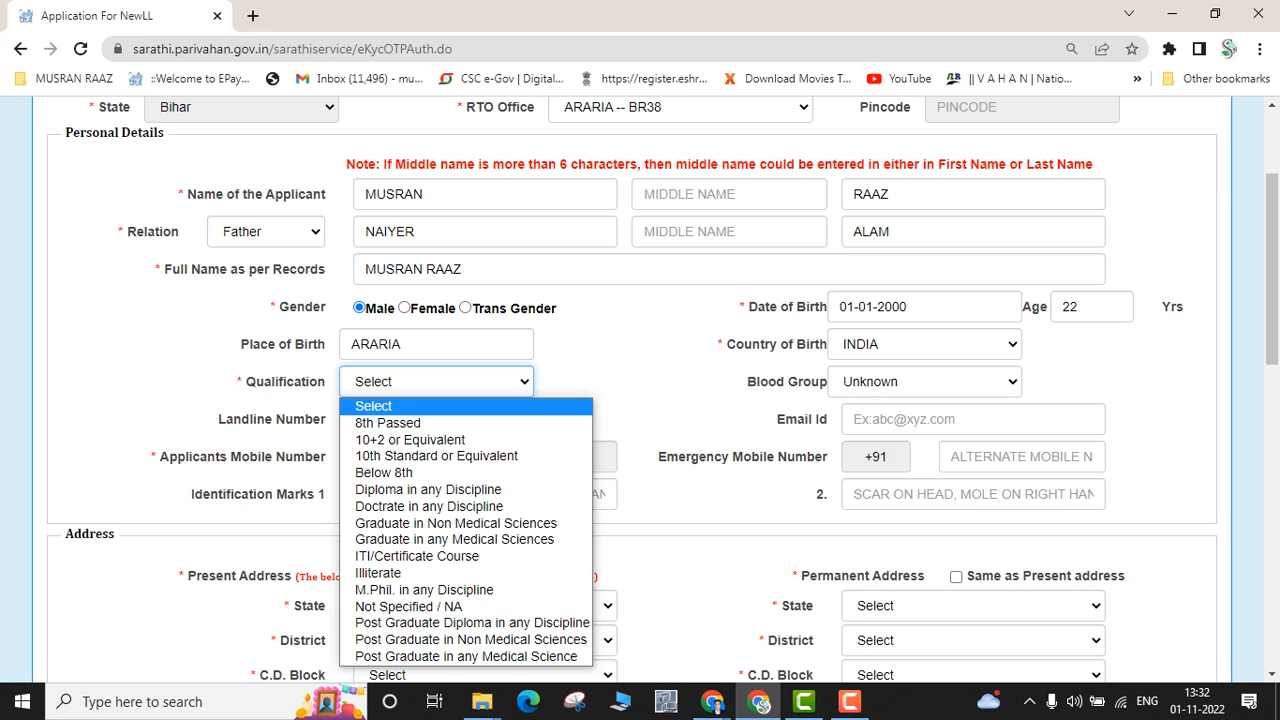 Application For NewLL
sarathi.parivahan.gov.in/sarathiservice/eKycOTPAuth.do
MUSRAN RAAZ ::Welcome to EPay... Inbox (11,496) - mu... CSC e-Gov | Digital... https://register.eshr... Download Movies T... YouTube || V A H A N | Natio... » Other bookmarks
* State Bihar * RTO Office ARARIA -- BR38 Pincode PINCODE
Personal Details
Note: If Middle name is more than 6 characters, then middle name could be entered in either in First Name or Last Name
* Name of the Applicant MUSRAN MIDDLE NAME RAAZ
* Relation Father NAIYER MIDDLE NAME ALAM
* Full Name as per Records MUSRAN RAAZ
* Gender Male Female Trans Gender * Date of Birth 01-01-2000 Age 22 Yrs
Place of Birth ARARIA * Country of Birth INDIA
* Qualification Select Blood Group Unknown
Select
8th Passed
Landline Number Email Id Ex:abc@xyz.com
10+2 or Equivalent
10th Standard or Equivalent
* Applicants Mobile Number Emergency Mobile Number +91 ALTERNATE MOBILE N
Below 8th
Diploma in any Discipline
Identification Marks 1 2. SCAR ON HEAD, MOLE ON RIGHT HAN
Doctrate in any Discipline
Graduate in Non Medical Sciences
Address
Graduate in any Medical Sciences
ITI/Certificate Course
Illiterate
* Present Address (The belo s) * Permanent Address Same as Present address
M.Phil. in any Discipline
Not Specified / NA
* State * State Select
Post Graduate Diploma in any Discipline
Post Graduate in Non Medical Sciences
* District * District Select
Post Graduate in any Medical Science
* C.D. Block Select * C.D. Block Select
Type here to search
ENG
13:32
01-11-2022